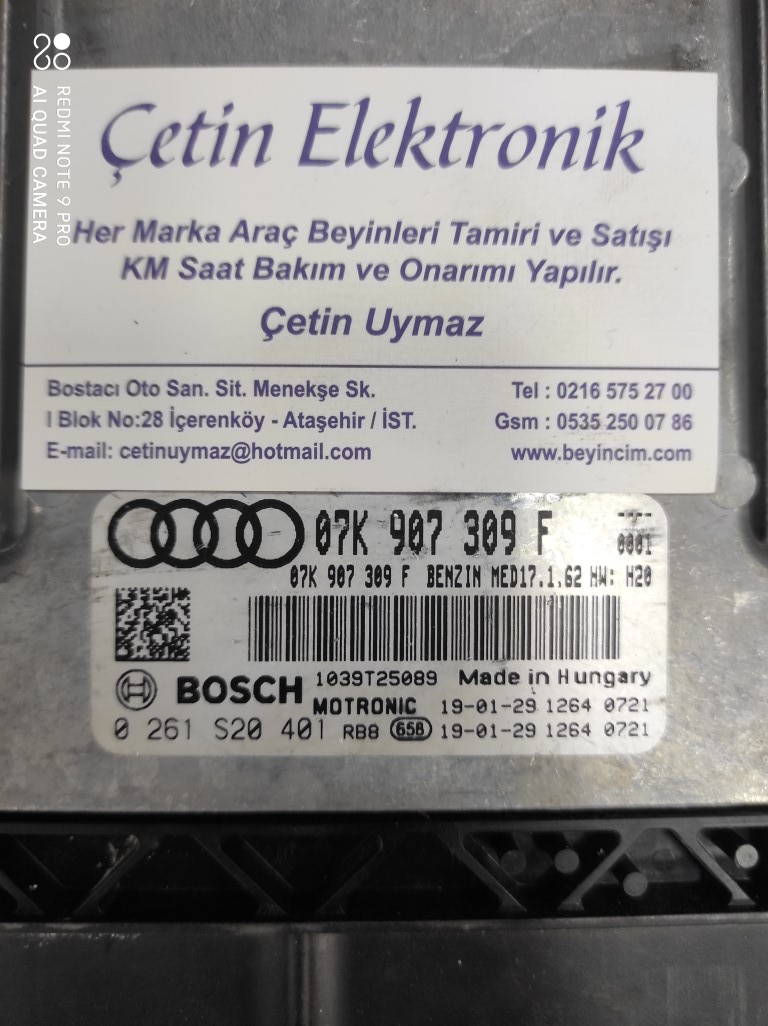 REDMI NOTE 9 PRO
AI QUAD CAMERA
Çetin Elektronik
Her Marka Araç Beyinleri Tamiri ve Satışı
KM Saat Bakım ve Onarımı Yapılır.
Çetin Uymaz
Bostacı Oto San. Sit. Menekşe Sk.
I Blok No:28 İçerenköy - Ataşehir / İST.
E-mail: cetinuymaz@hotmail.com
Tel : 0216 575 27 00
Gsm : 0535 250 07 86
www.beyincim.com
07K 907 309 F ---- 0001
07K 907 309 F BENZIN MED17.1.62 HW: H20
BOSCH 1039T25089 Made in Hungary
MOTRONIC 19-01-29 1264 0721
0 261 S20 401 RB8 658 19-01-29 1264 0721